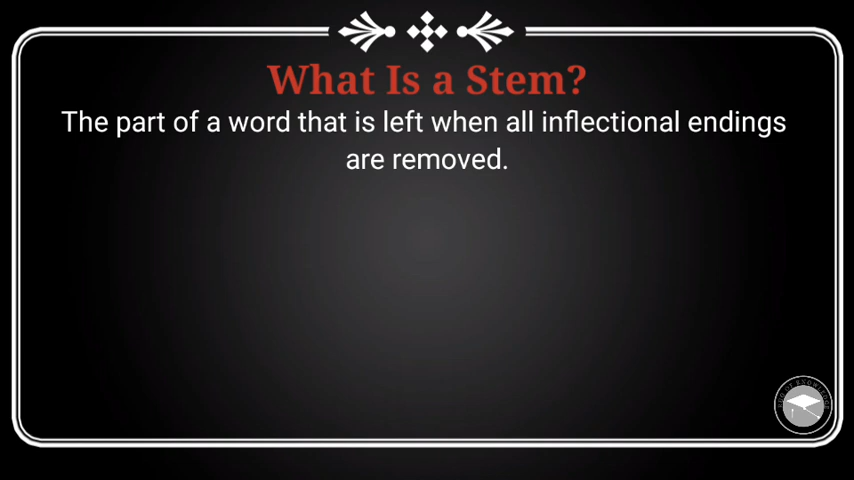 What Is a Stem?
The part of a word that is left when all inflectional endings
are removed.